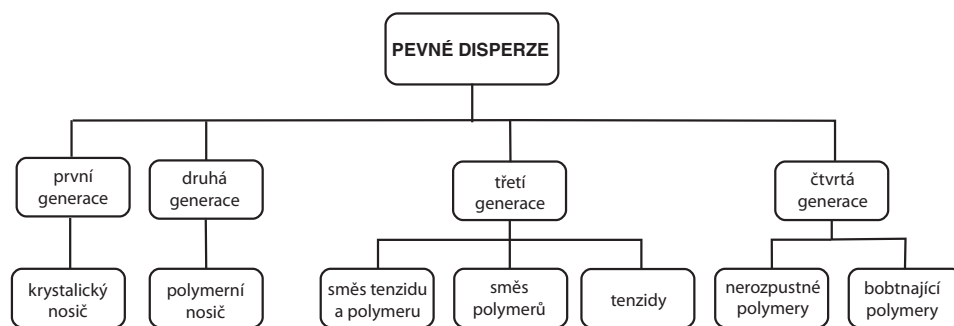 PEVNÉ DISPERZE
první
generace
druhá
generace
třetí
generace
čtvrtá
generace
krystalický
nosič
polymerní
nosič
směs tenzidu
a polymeru
směs
polymerů
tenzidy
nerozpustné
polymery
bobtnající
polymery